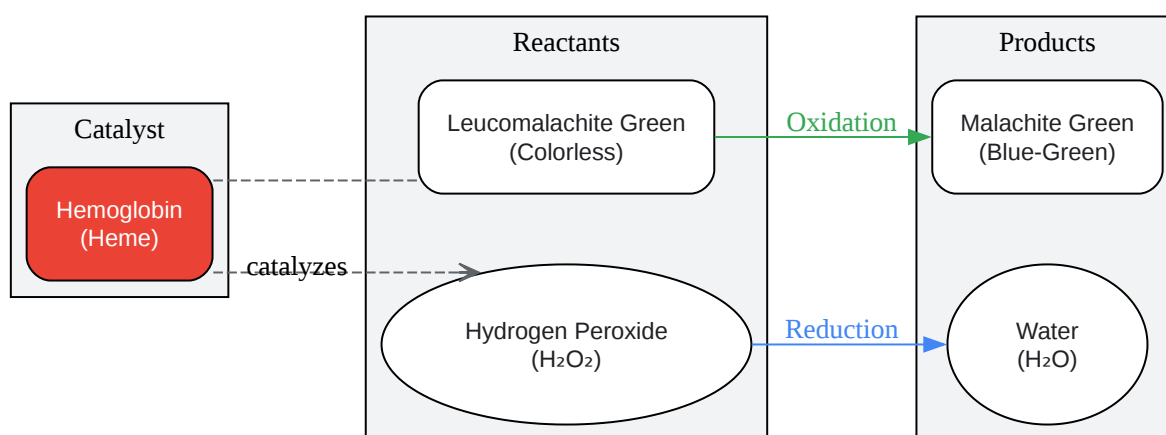 Catalyst
Hemoglobin
(Heme)
catalyzes
Reactants
Leucomalachite Green
(Colorless)
Hydrogen Peroxide
(H₂O₂)
Oxidation
Reduction
Products
Malachite Green
(Blue-Green)
Water
(H₂O)